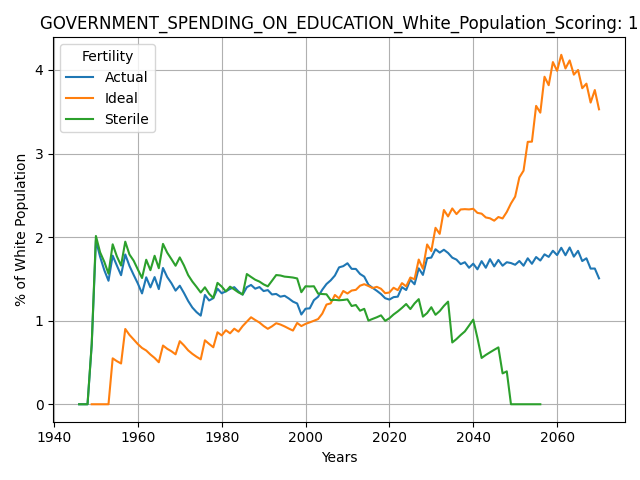 GOVERNMENT_SPENDING_ON_EDUCATION_White_Population_Scoring: 1
Fertility
Actual
Ideal
Sterile
% of White Population
4
3
2
1
0
1940 1960 1980 2000 2020 2040 2060
Years